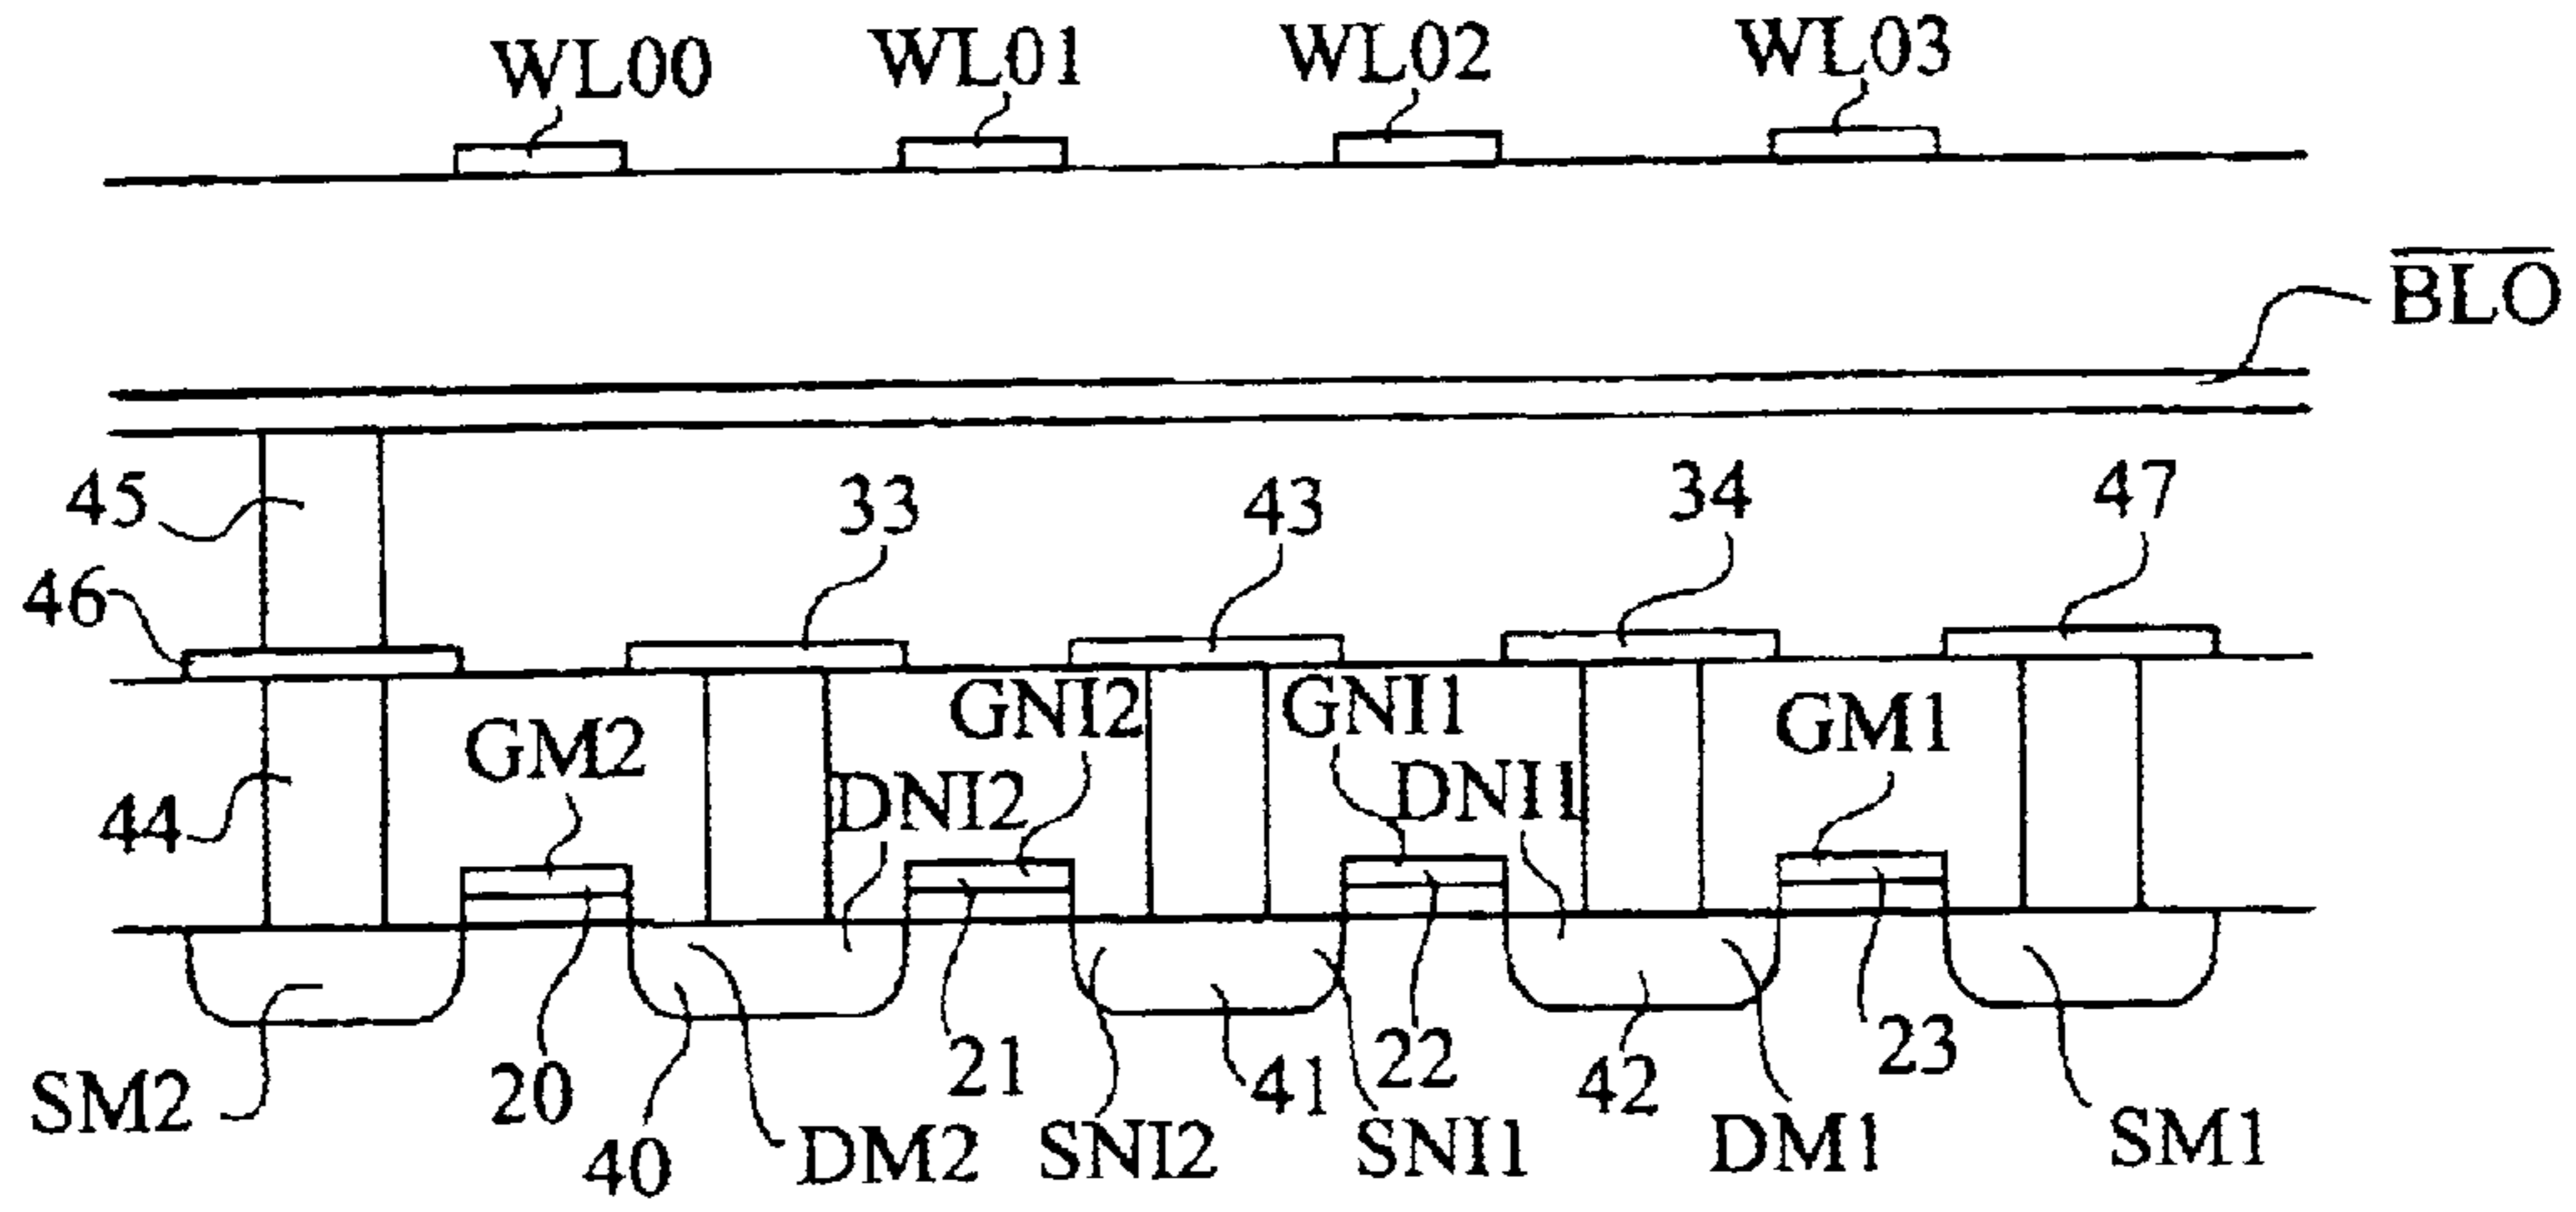 WL00 WL01 WL02 WL03
BLO
45 33 43 34 47
46
GM2 GNI2 GNI1 GM1
44 DNI2 DNI1
SM2 20 40 DM2 21 SNI2 41 SNI1 22 42 DM1 23 SM1